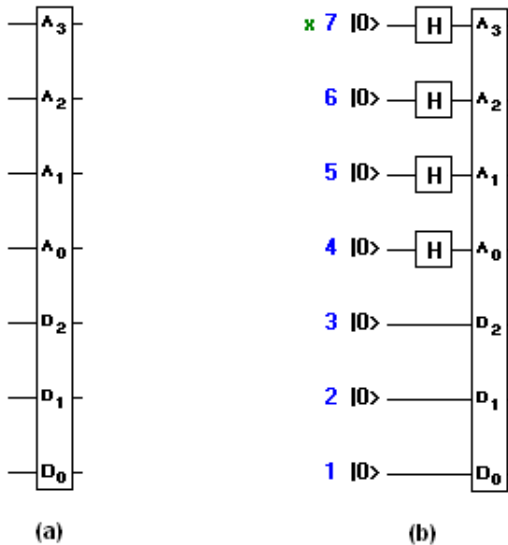 A3 x 7 |0> H A3
A2 6 |0> H A2
A1 5 |0> H A1
A0 4 |0> H A0
D2 3 |0> D2
D1 2 |0> D1
D0 1 |0> D0
(a) (b)